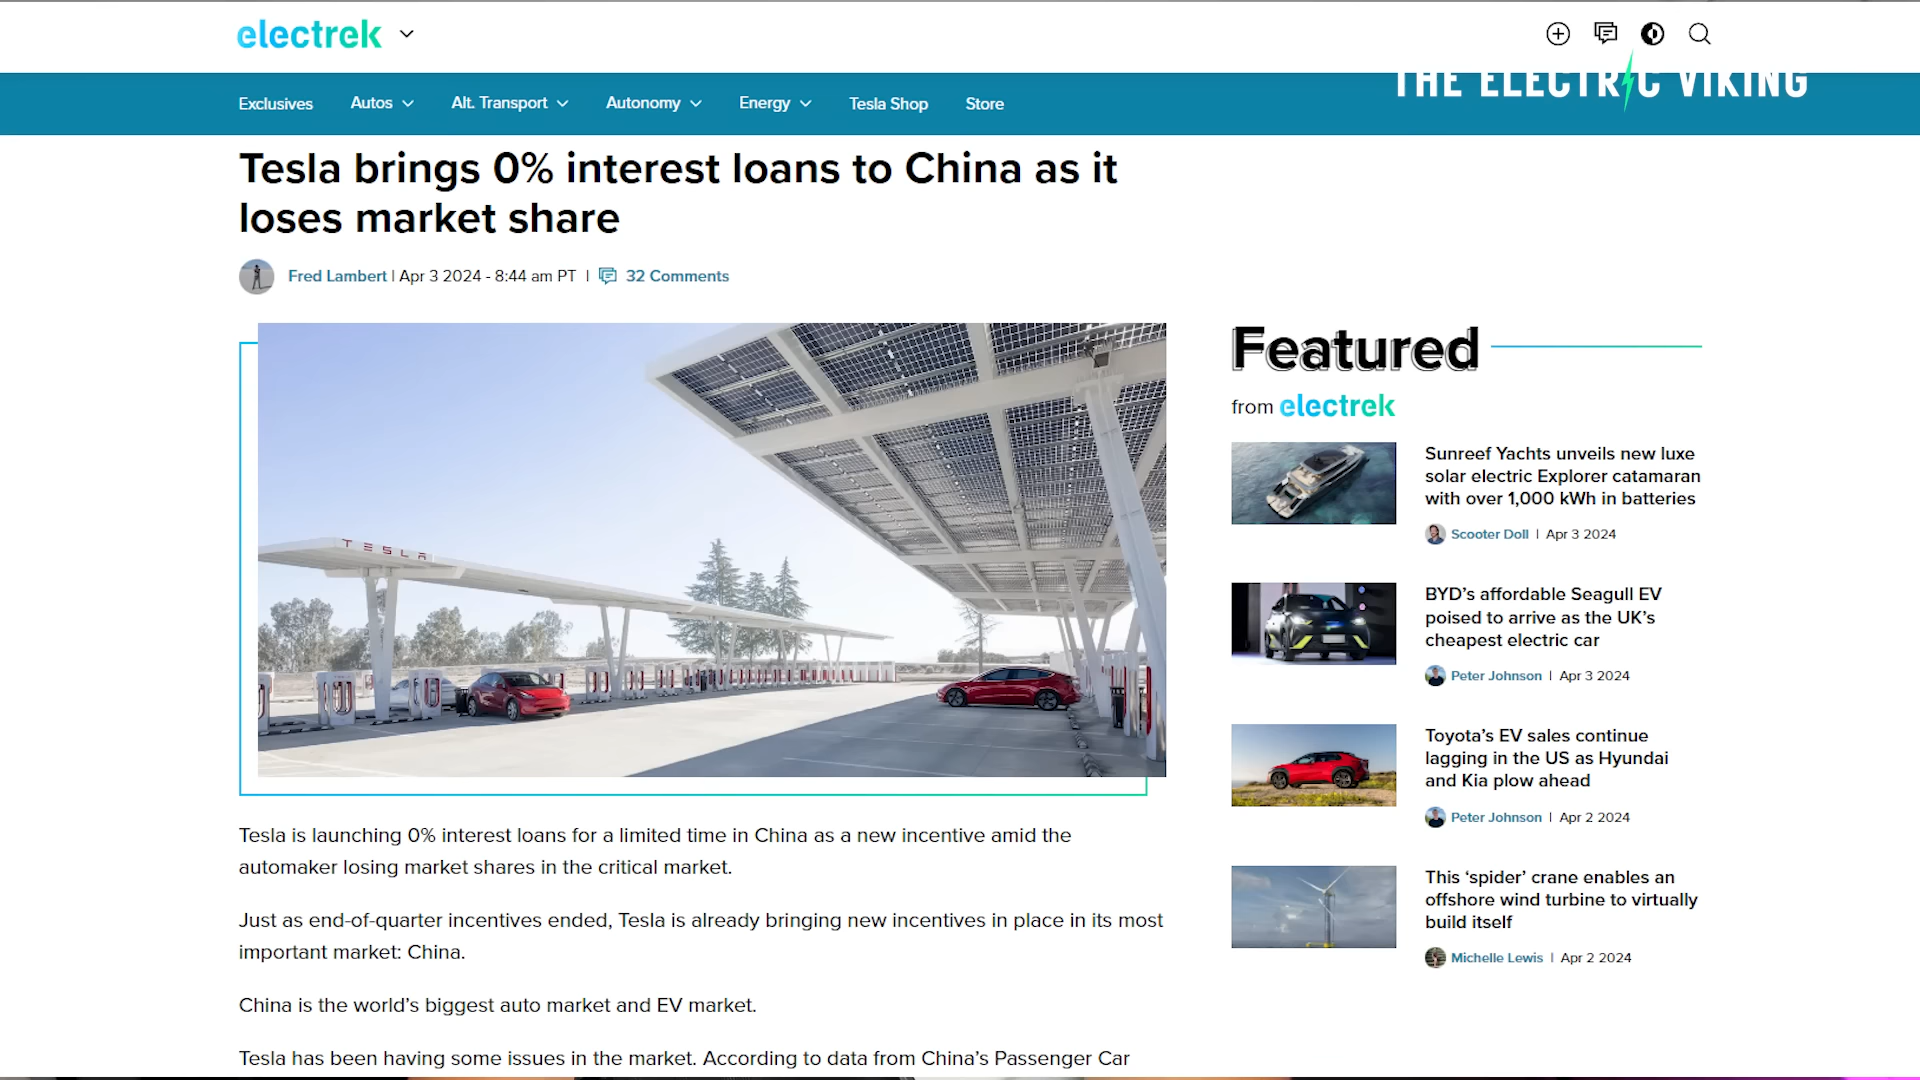 electrek
THE ELECTRIC VIKING
Exclusives Autos Alt. Transport Autonomy Energy Tesla Shop Store
Tesla brings 0% interest loans to China as it
loses market share
Fred Lambert | Apr 3 2024 - 8:44 am PT | 32 Comments
TESLA
Tesla is launching 0% interest loans for a limited time in China as a new incentive amid the
automaker losing market shares in the critical market.
Just as end-of-quarter incentives ended, Tesla is already bringing new incentives in place in its most
important market: China.
China is the world’s biggest auto market and EV market.
Tesla has been having some issues in the market. According to data from China’s Passenger Car
Featured
from electrek
Sunreef Yachts unveils new luxe
solar electric Explorer catamaran
with over 1,000 kWh in batteries
Scooter Doll | Apr 3 2024
BYD’s affordable Seagull EV
poised to arrive as the UK’s
cheapest electric car
Peter Johnson | Apr 3 2024
Toyota’s EV sales continue
lagging in the US as Hyundai
and Kia plow ahead
Peter Johnson | Apr 2 2024
This ‘spider’ crane enables an
offshore wind turbine to virtually
build itself
Michelle Lewis | Apr 2 2024